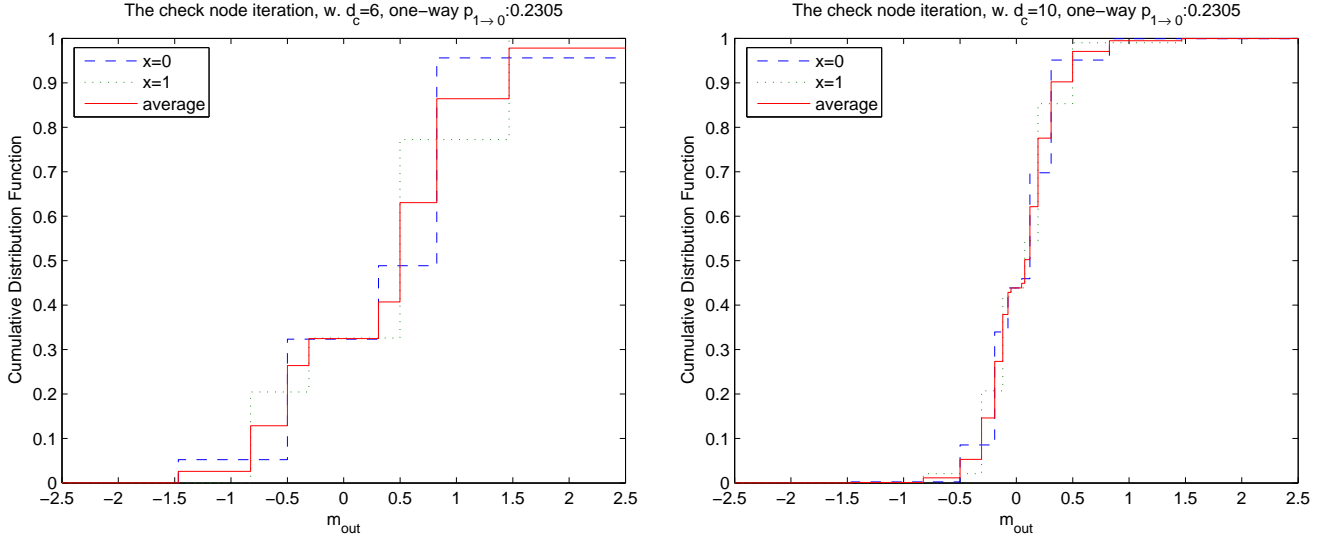 The check node iteration, w. d_c=6, one−way p_{1→0}:0.2305
1
0.9
0.8
0.7
0.6
0.5
0.4
0.3
0.2
0.1
0
Cumulative Distribution Function
x=0
x=1
average
−2.5 −2 −1.5 −1 −0.5 0 0.5 1 1.5 2 2.5
m_out
The check node iteration, w. d_c=10, one−way p_{1→0}:0.2305
1
0.9
0.8
0.7
0.6
0.5
0.4
0.3
0.2
0.1
0
Cumulative Distribution Function
x=0
x=1
average
−2.5 −2 −1.5 −1 −0.5 0 0.5 1 1.5 2 2.5
m_out